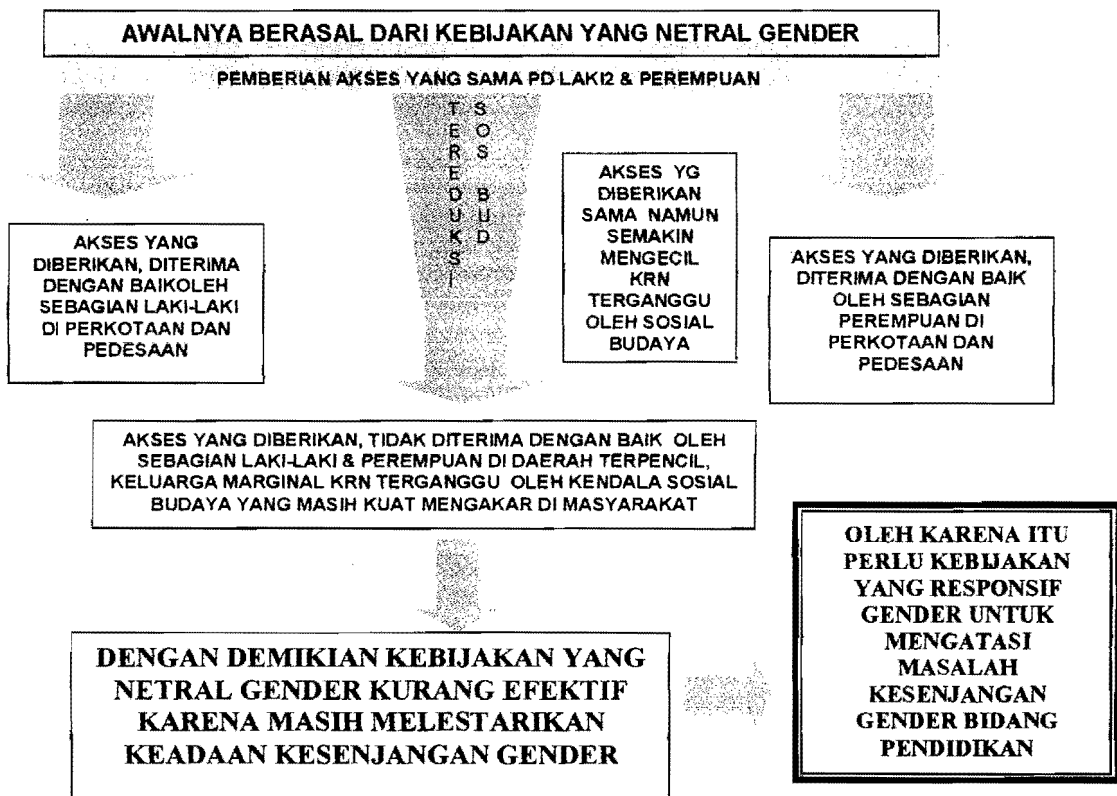 AWALNYA BERASAL DARI KEBIJAKAN YANG NETRAL GENDER
PEMBERIAN AKSES YANG SAMA PD LAKI2 & PEREMPUAN
TEREDUKSI
SOS BUD
AKSES YANG
DIBERIKAN, DITERIMA
DENGAN BAIKOLEH
SEBAGIAN LAKI-LAKI
DI PERKOTAAN DAN
PEDESAAN
AKSES YG
DIBERIKAN
SAMA NAMUN
SEMAKIN
MENGECIL
KRN
TERGANGGU
OLEH SOSIAL
BUDAYA
AKSES YANG DIBERIKAN,
DITERIMA DENGAN BAIK
OLEH SEBAGIAN
PEREMPUAN DI
PERKOTAAN DAN
PEDESAAN
AKSES YANG DIBERIKAN, TIDAK DITERIMA DENGAN BAIK OLEH
SEBAGIAN LAKI-LAKI & PEREMPUAN DI DAERAH TERPENCIL,
KELUARGA MARGINAL KRN TERGANGGU OLEH KENDALA SOSIAL
BUDAYA YANG MASIH KUAT MENGAKAR DI MASYARAKAT
DENGAN DEMIKIAN KEBIJAKAN YANG
NETRAL GENDER KURANG EFEKTIF
KARENA MASIH MELESTARIKAN
KEADAAN KESENJANGAN GENDER
OLEH KARENA ITU
PERLU KEBIJAKAN
YANG RESPONSIF
GENDER UNTUK
MENGATASI
MASALAH
KESENJANGAN
GENDER BIDANG
PENDIDIKAN